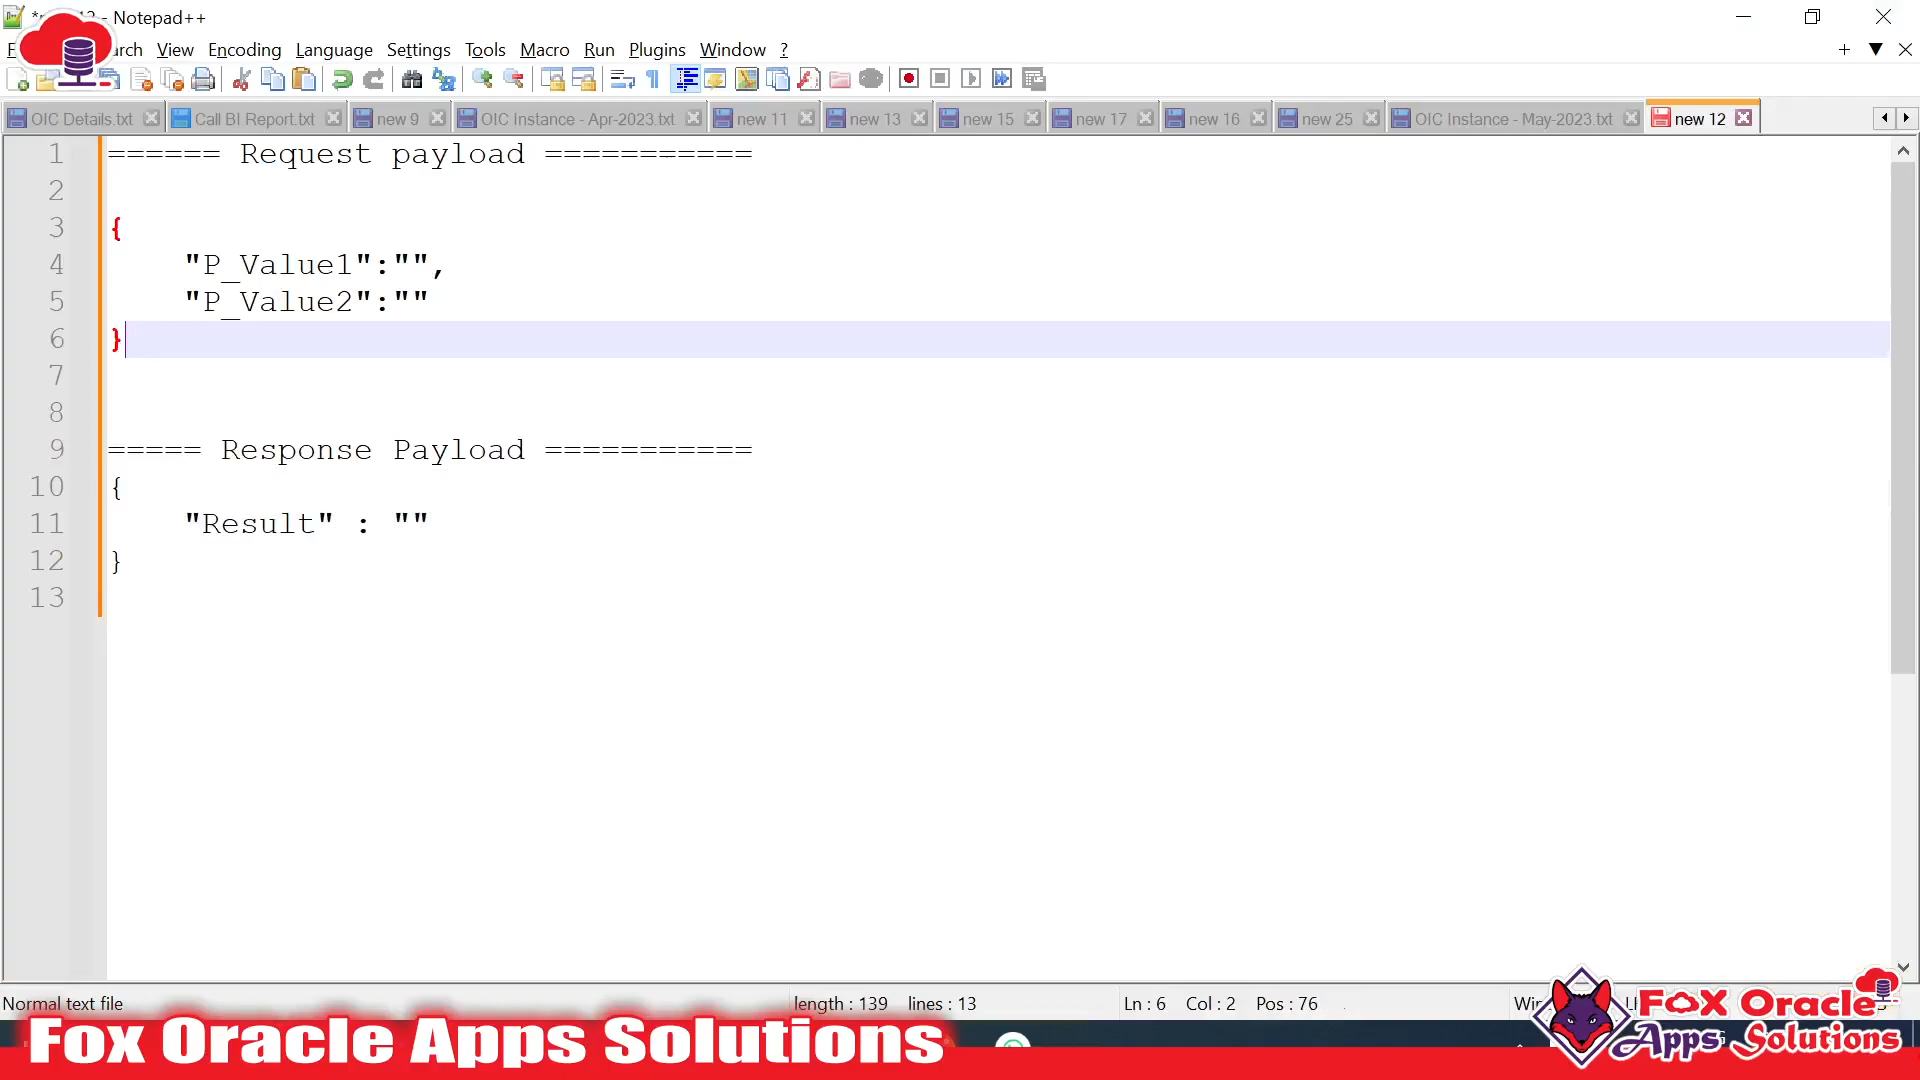 - Notepad++
View Encoding Language Settings Tools Macro Run Plugins Window ?
OIC Details.txt Call BI Report.txt new 9 OIC Instance - Apr-2023.txt new 11 new 13 new 15 new 17 new 16 new 25 OIC Instance - May-2023.txt new 12
1 ====== Request payload ===========
2
3 {
4 "P_Value1":"",
5 "P_Value2":""
6 }
7
8
9 ===== Response Payload ===========
10 {
11 "Result" : ""
12 }
13
Normal text file length : 139 lines : 13 Ln : 6 Col : 2 Pos : 76
Fox Oracle Apps Solutions
Fox Oracle
Apps Solutions